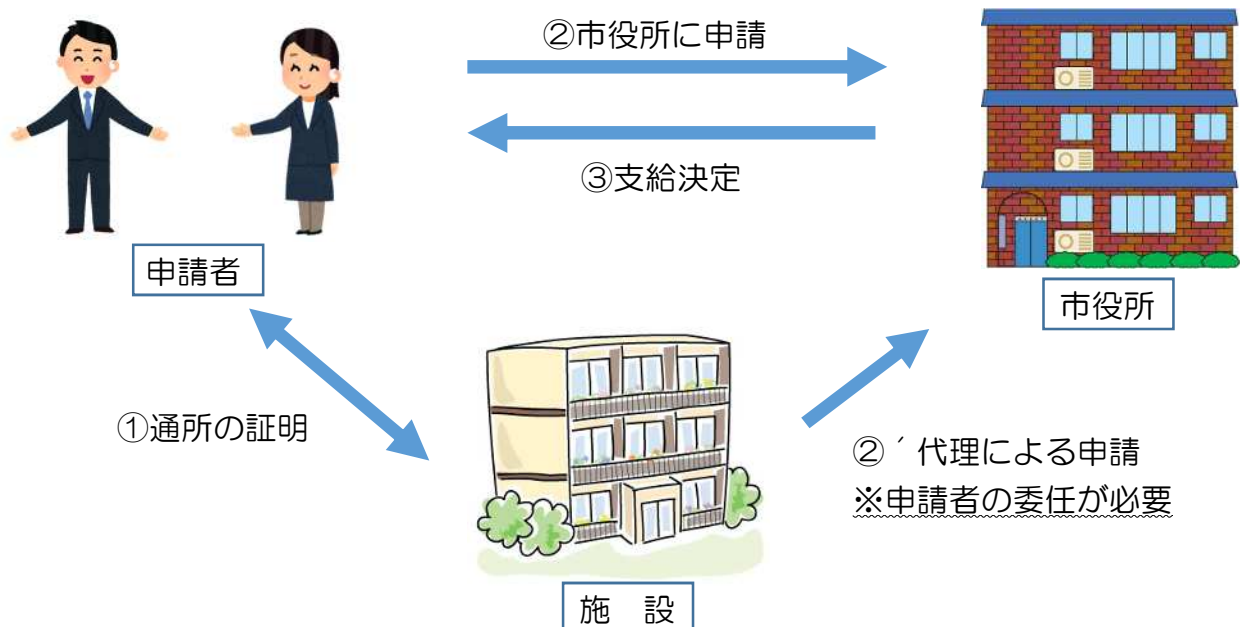 ②市役所に申請
③支給決定
申請者
市役所
①通所の証明
②´代理による申請
※申請者の委任が必要
施　設